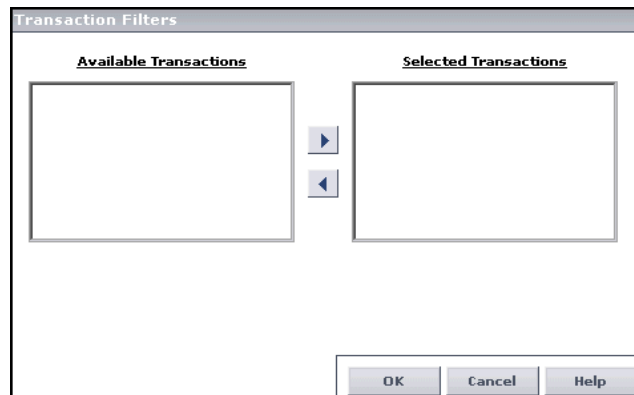 Transaction Filters
Available Transactions
Selected Transactions
OK
Cancel
Help